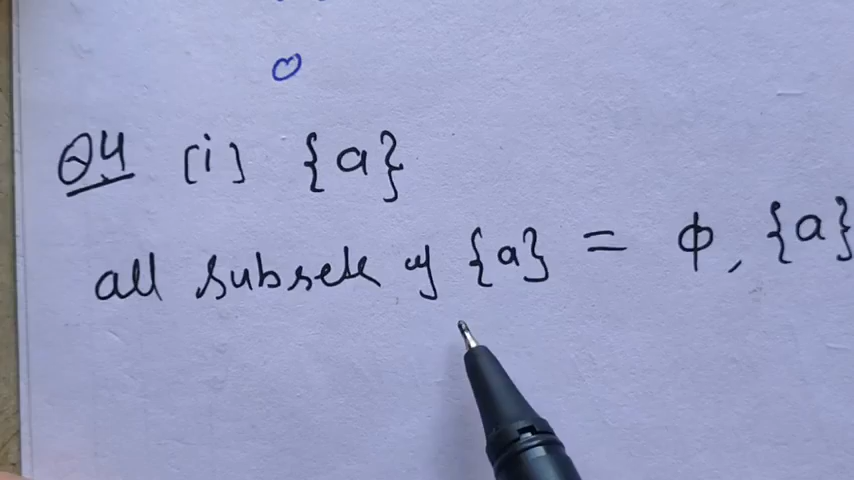 Q4 (i) {a}
all subsets of {a} = ϕ, {a}